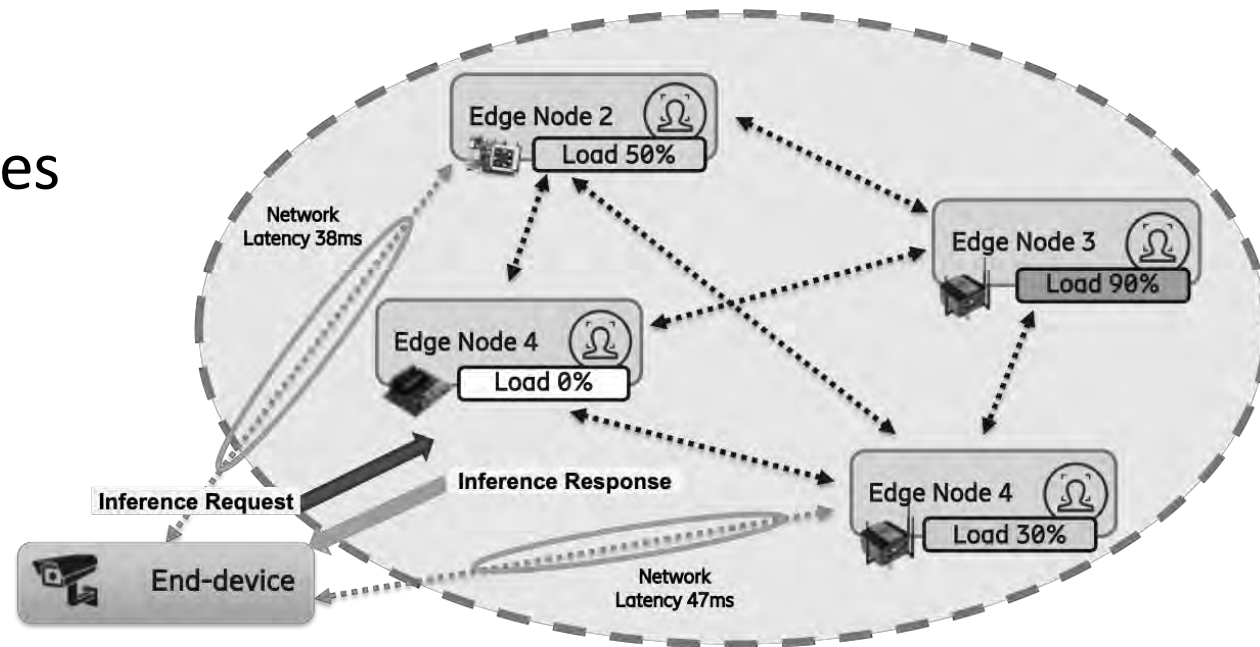 es
Edge Node 2
Load 50%
Network
Latency 38ms
Edge Node 3
Load 90%
Edge Node 4
Load 0%
Inference Request
Inference Response
Edge Node 4
Load 30%
End-device
Network
Latency 47ms